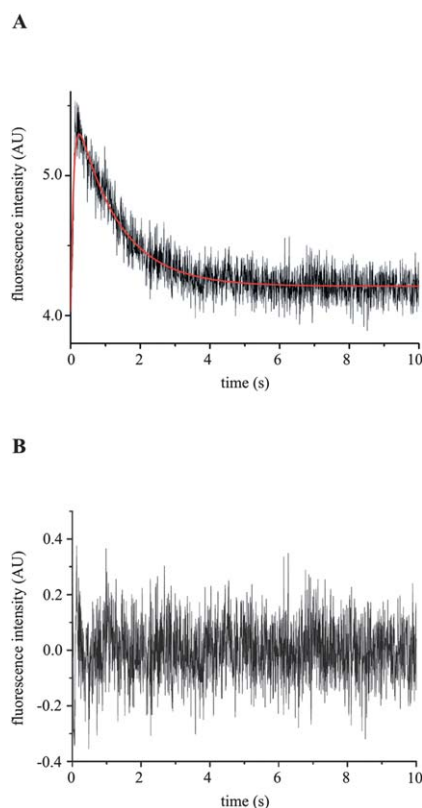 A
fluorescence intensity (AU)
5.0
4.0
0 2 4 6 8 10
time (s)
B
fluorescence intensity (AU)
0.4
0.2
0.0
-0.2
-0.4
0 2 4 6 8 10
time (s)